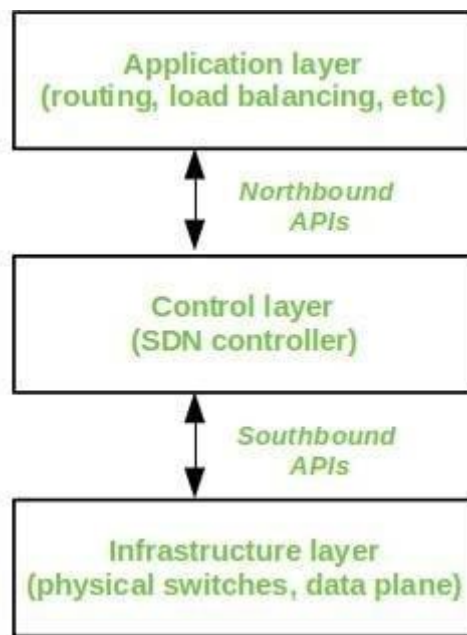 Application layer
(routing, load balancing, etc)
Northbound
APIs
Control layer
(SDN controller)
Southbound
APIs
Infrastructure layer
(physical switches, data plane)